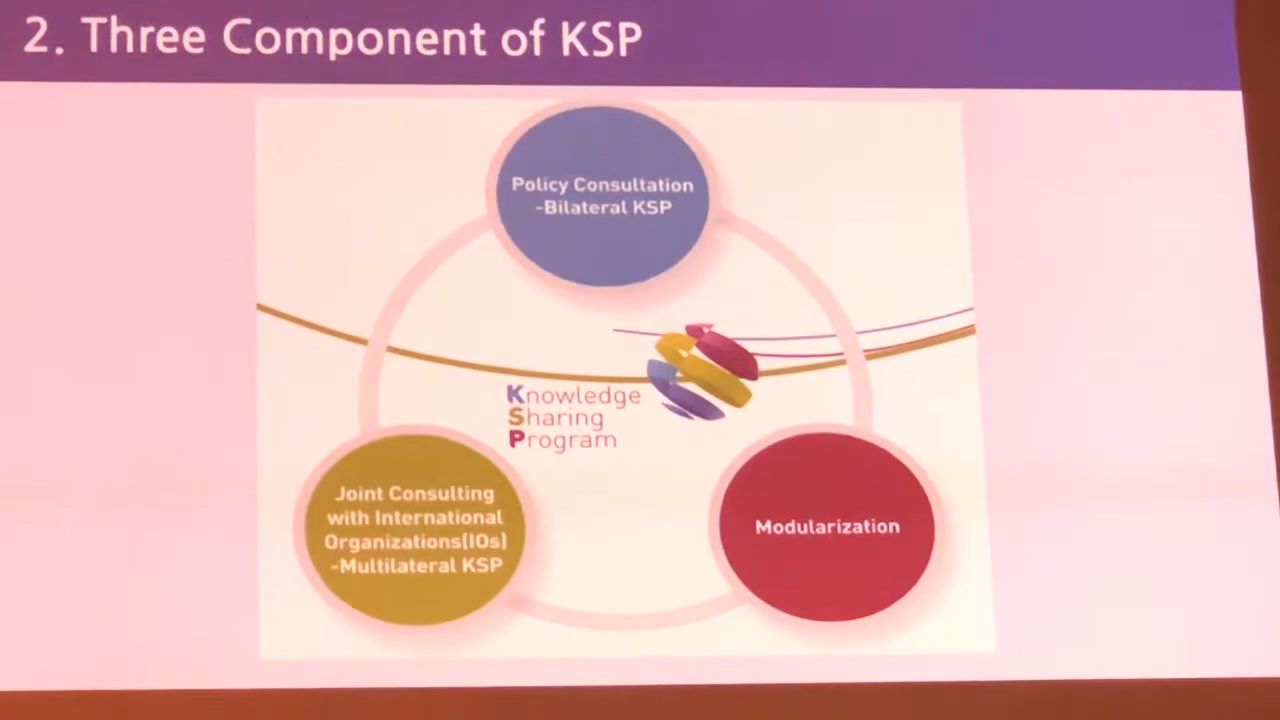 2. Three Component of KSP
Policy Consultation
-Bilateral KSP
Knowledge
Sharing
Program
Joint Consulting
with International
Organizations(IOs)
-Multilateral KSP
Modularization